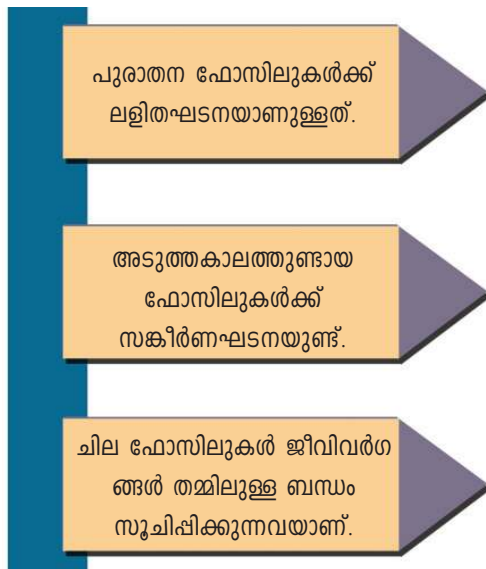 പുരാതന ഫോസിലുകൾക്ക്
ലളിതഘടനയാണുള്ളത്.
അടുത്തകാലത്തുണ്ടായ
ഫോസിലുകൾക്ക്
സങ്കീർണഘടനയുണ്ട്.
ചില ഫോസിലുകൾ ജീവിവർഗ
ങ്ങൾ തമ്മിലുള്ള ബന്ധം
സൂചിപ്പിക്കുന്നവയാണ്.